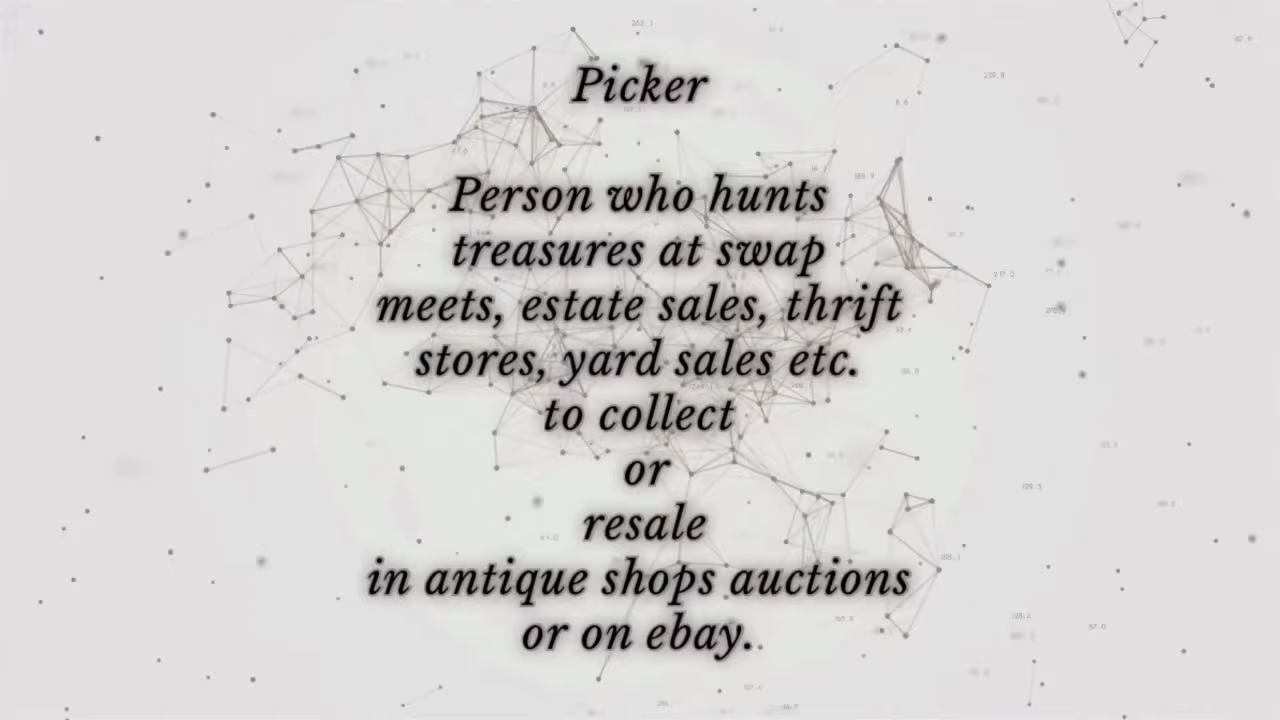 Picker
Person who hunts
treasures at swap
meets, estate sales, thrift
stores, yard sales etc.
to collect
or
resale
in antique shops auctions
or on ebay.